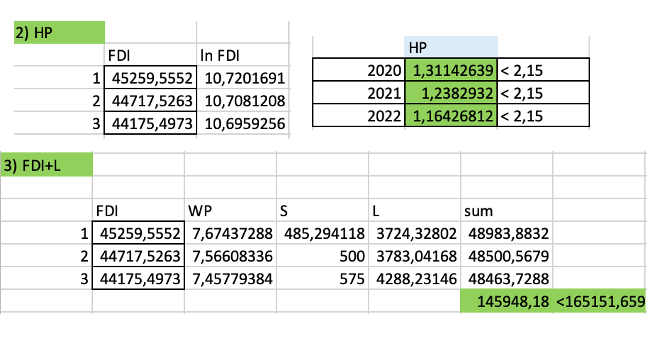 2) HP
FDI ln FDI
1 45259,5552 10,7201691
2 44717,5263 10,7081208
3 44175,4973 10,6959256
HP
2020 1,31142639 < 2,15
2021 1,2382932 < 2,15
2022 1,16426812 < 2,15
3) FDI+L
FDI WP S L sum
1 45259,5552 7,67437288 485,294118 3724,32802 48983,8832
2 44717,5263 7,56608336 500 3783,04168 48500,5679
3 44175,4973 7,45779384 575 4288,23146 48463,7288
145948,18 <165151,659